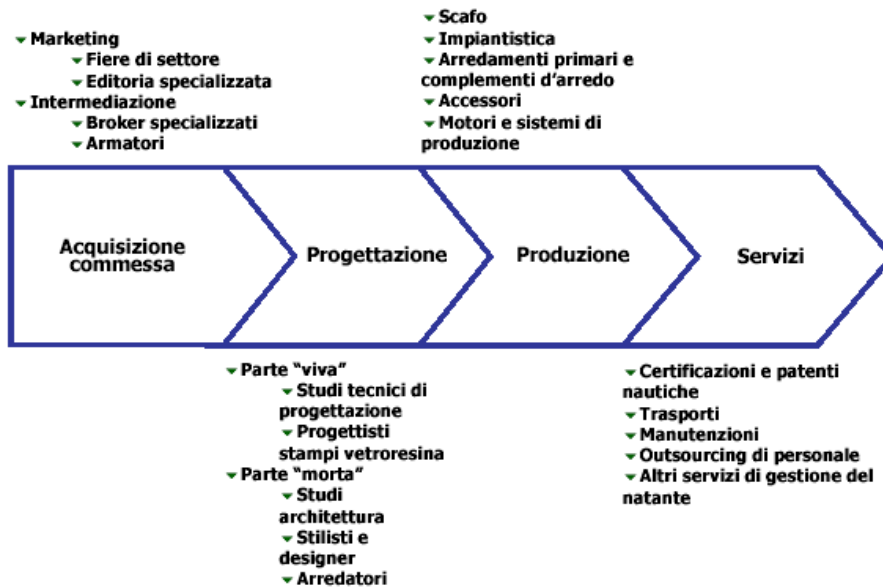 Marketing
Fiere di settore
Editoria specializzata
Intermediazione
Broker specializzati
Armatori
Scafo
Impiantistica
Arredamenti primari e
complementi d'arredo
Accessori
Motori e sistemi di
produzione
Acquisizione
commessa
Progettazione
Produzione
Servizi
Parte "viva"
Studi tecnici di
progettazione
Progettisti
stampi vetroresina
Parte "morta"
Studi
architettura
Stilisti e
designer
Arredatori
Certificazioni e patenti
nautiche
Trasporti
Manutenzioni
Outsourcing di personale
Altri servizi di gestione del
natante